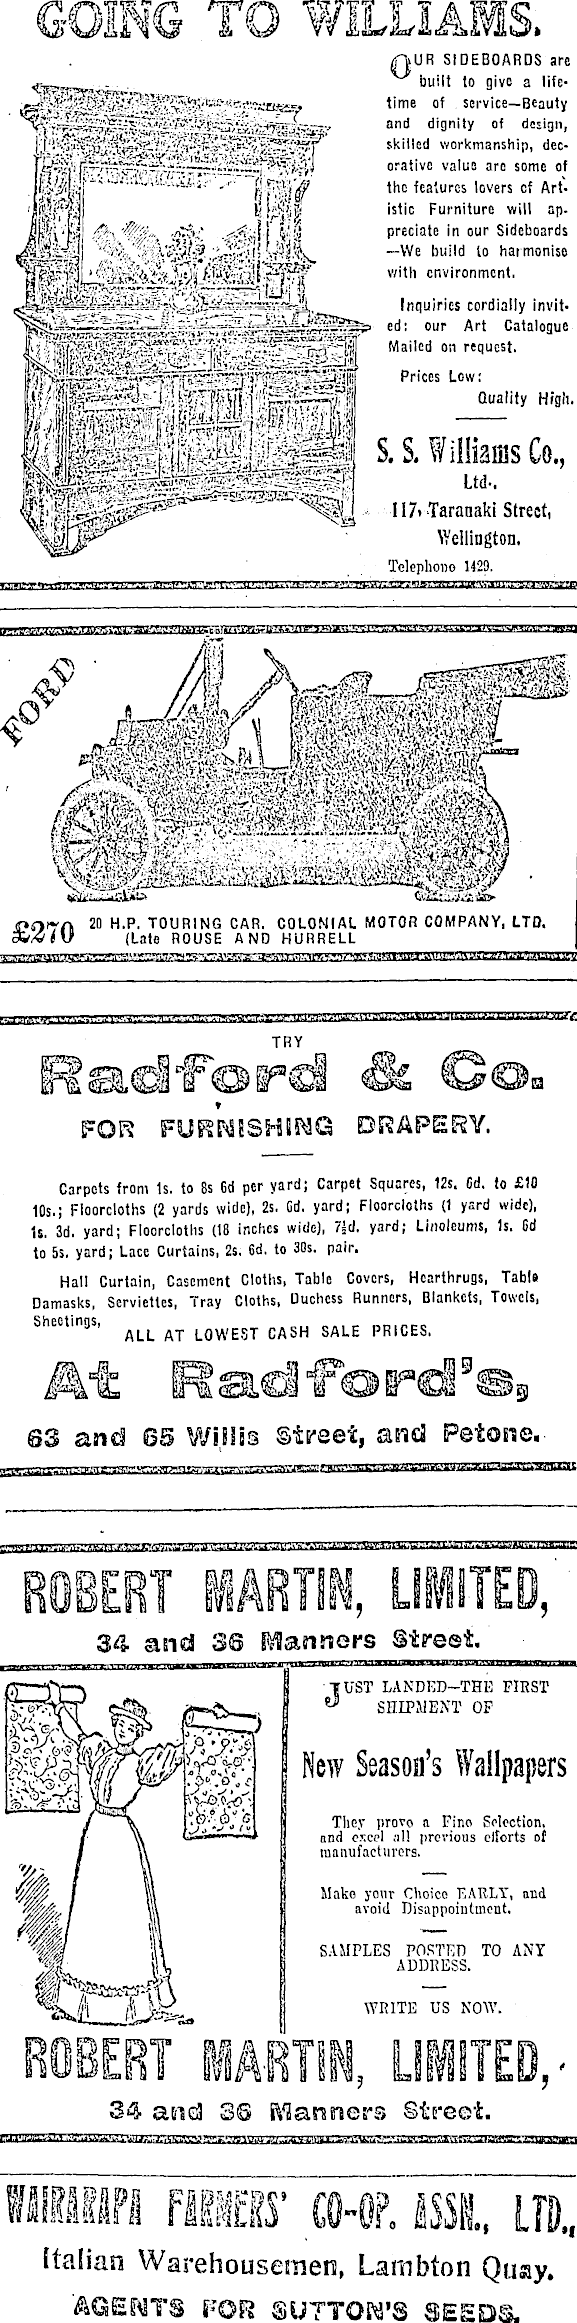 GOING TO WILLIAMS.
OUR SIDEBOARDS are
built to give a life-
time of service—Beauty
and dignity of design,
skilled workmanship, dec-
orative value are some of
the features lovers of Art-
istic Furniture will ap-
preciate in our Sideboards
—We build to harmonise
with environment.
Inquiries cordially invit-
ed: our Art Catalogue
Mailed on request.
Prices Low:
Quality High.
S. S. Williams Co.,
Ltd.,
117, Taranaki Street,
Wellington.
Telephone 1429.
FORD
£270
20 H.P. TOURING CAR. COLONIAL MOTOR COMPANY, LTD.
(Late ROUSE AND HURRELL
TRY
Radford & Co.
FOR FURNISHING DRAPERY.
Carpets from 1s. to 8s 6d per yard; Carpet Squares, 12s. 6d. to £10
10s.; Floorcloths (2 yards wide), 2s. 6d. yard; Floorcloths (1 yard wide),
1s. 3d. yard; Floorcloths (18 inches wide), 7½d. yard; Linoleums, 1s. 6d
to 5s. yard; Lace Curtains, 2s. 6d. to 30s. pair.
Hall Curtain, Casement Cloths, Table Covers, Hearthrugs, Table
Damasks, Serviettes, Tray Cloths, Duchess Runners, Blankets, Towels,
Sheetings,
ALL AT LOWEST CASH SALE PRICES.
At Radford's,
63 and 65 Willis Street, and Petone.
ROBERT MARTIN, LIMITED,
34 and 36 Manners Street.
JUST LANDED—THE FIRST
SHIPMENT OF
New Season's Wallpapers
They prove a Fine Selection,
and excel all previous efforts of
manufacturers.
Make your Choice EARLY, and
avoid Disappointment.
SAMPLES POSTED TO ANY
ADDRESS.
WRITE US NOW.
ROBERT MARTIN, LIMITED,
34 and 36 Manners Street.
WAIRARAPA FARMERS' CO-OP. ASSN., LTD.,
Italian Warehousemen, Lambton Quay.
AGENTS FOR SUTTON'S SEEDS.